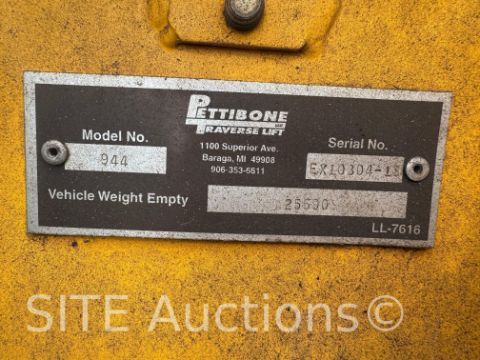 PETTIBONE
TRAVERSE LIFT
1100 Superior Ave.
Baraga, MI 49908
906-353-6611
Model No.
944
Serial No.
Vehicle Weight Empty
LL-7616
SITE Auctions©